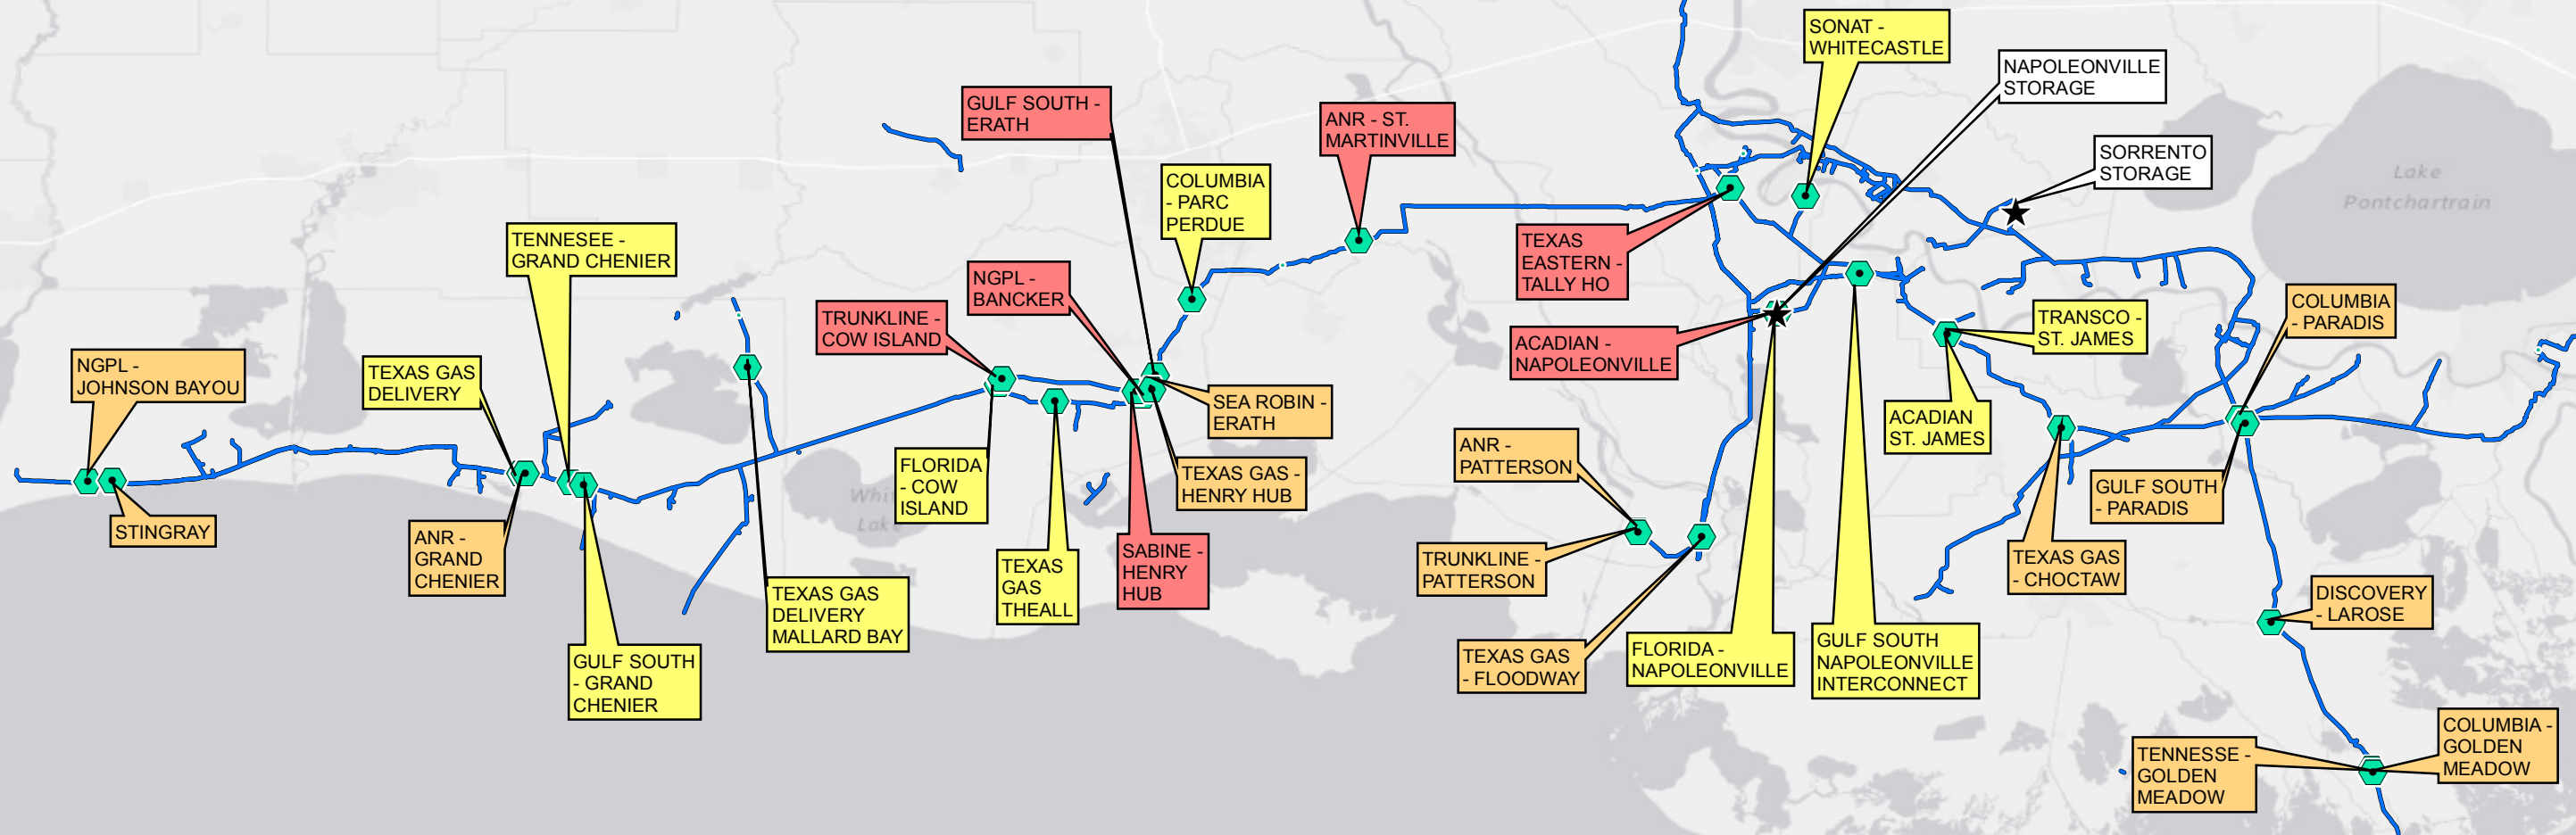 SONAT -
WHITECASTLE
NAPOLEONVILLE
STORAGE
GULF SOUTH -
ERATH
ANR - ST.
MARTINVILLE
SORRENTO
STORAGE
Lake
Pontchartrain
COLUMBIA
- PARC
PERDUE
TENNESEE -
GRAND CHENIER
TEXAS
EASTERN -
TALLY HO
NGPL -
BANCKER
TRUNKLINE -
COW ISLAND
COLUMBIA
- PARADIS
TRANSCO -
ST. JAMES
ACADIAN -
NAPOLEONVILLE
NGPL -
JOHNSON BAYOU
TEXAS GAS
DELIVERY
SEA ROBIN -
ERATH
ACADIAN
ST. JAMES
ANR -
PATTERSON
FLORIDA
- COW
ISLAND
TEXAS GAS -
HENRY HUB
GULF SOUTH
- PARADIS
Lake
STINGRAY
ANR -
GRAND
CHENIER
SABINE -
HENRY
HUB
TRUNKLINE -
PATTERSON
TEXAS GAS
- CHOCTAW
TEXAS
GAS
THEALL
TEXAS GAS
DELIVERY
MALLARD BAY
DISCOVERY
- LAROSE
GULF SOUTH
- GRAND
CHENIER
TEXAS GAS
- FLOODWAY
FLORIDA -
NAPOLEONVILLE
GULF SOUTH
NAPOLEONVILLE
INTERCONNECT
TENNESSE -
GOLDEN
MEADOW
COLUMBIA -
GOLDEN
MEADOW